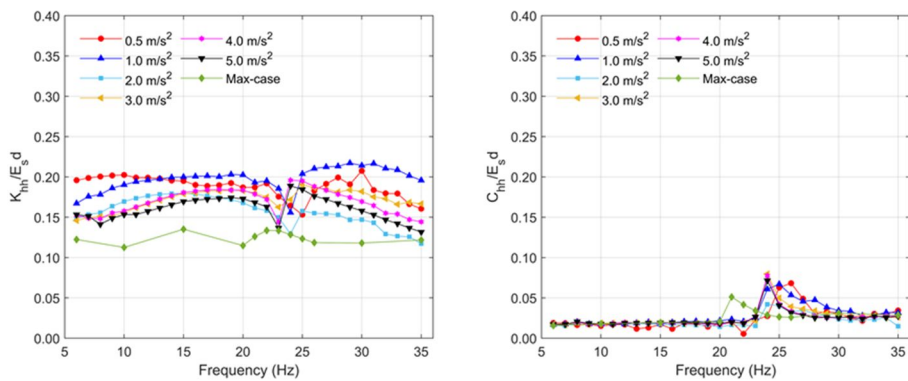 0.40
0.35
0.30
0.25
0.20
0.15
0.10
0.05
0.00
K_hh/E_s d
0.5 m/s²
1.0 m/s²
2.0 m/s²
3.0 m/s²
4.0 m/s²
5.0 m/s²
Max-case
5 10 15 20 25 30 35
Frequency (Hz)
0.40
0.35
0.30
0.25
0.20
0.15
0.10
0.05
0.00
C_hh/E_s d
0.5 m/s²
1.0 m/s²
2.0 m/s²
3.0 m/s²
4.0 m/s²
5.0 m/s²
Max-case
5 10 15 20 25 30 35
Frequency (Hz)